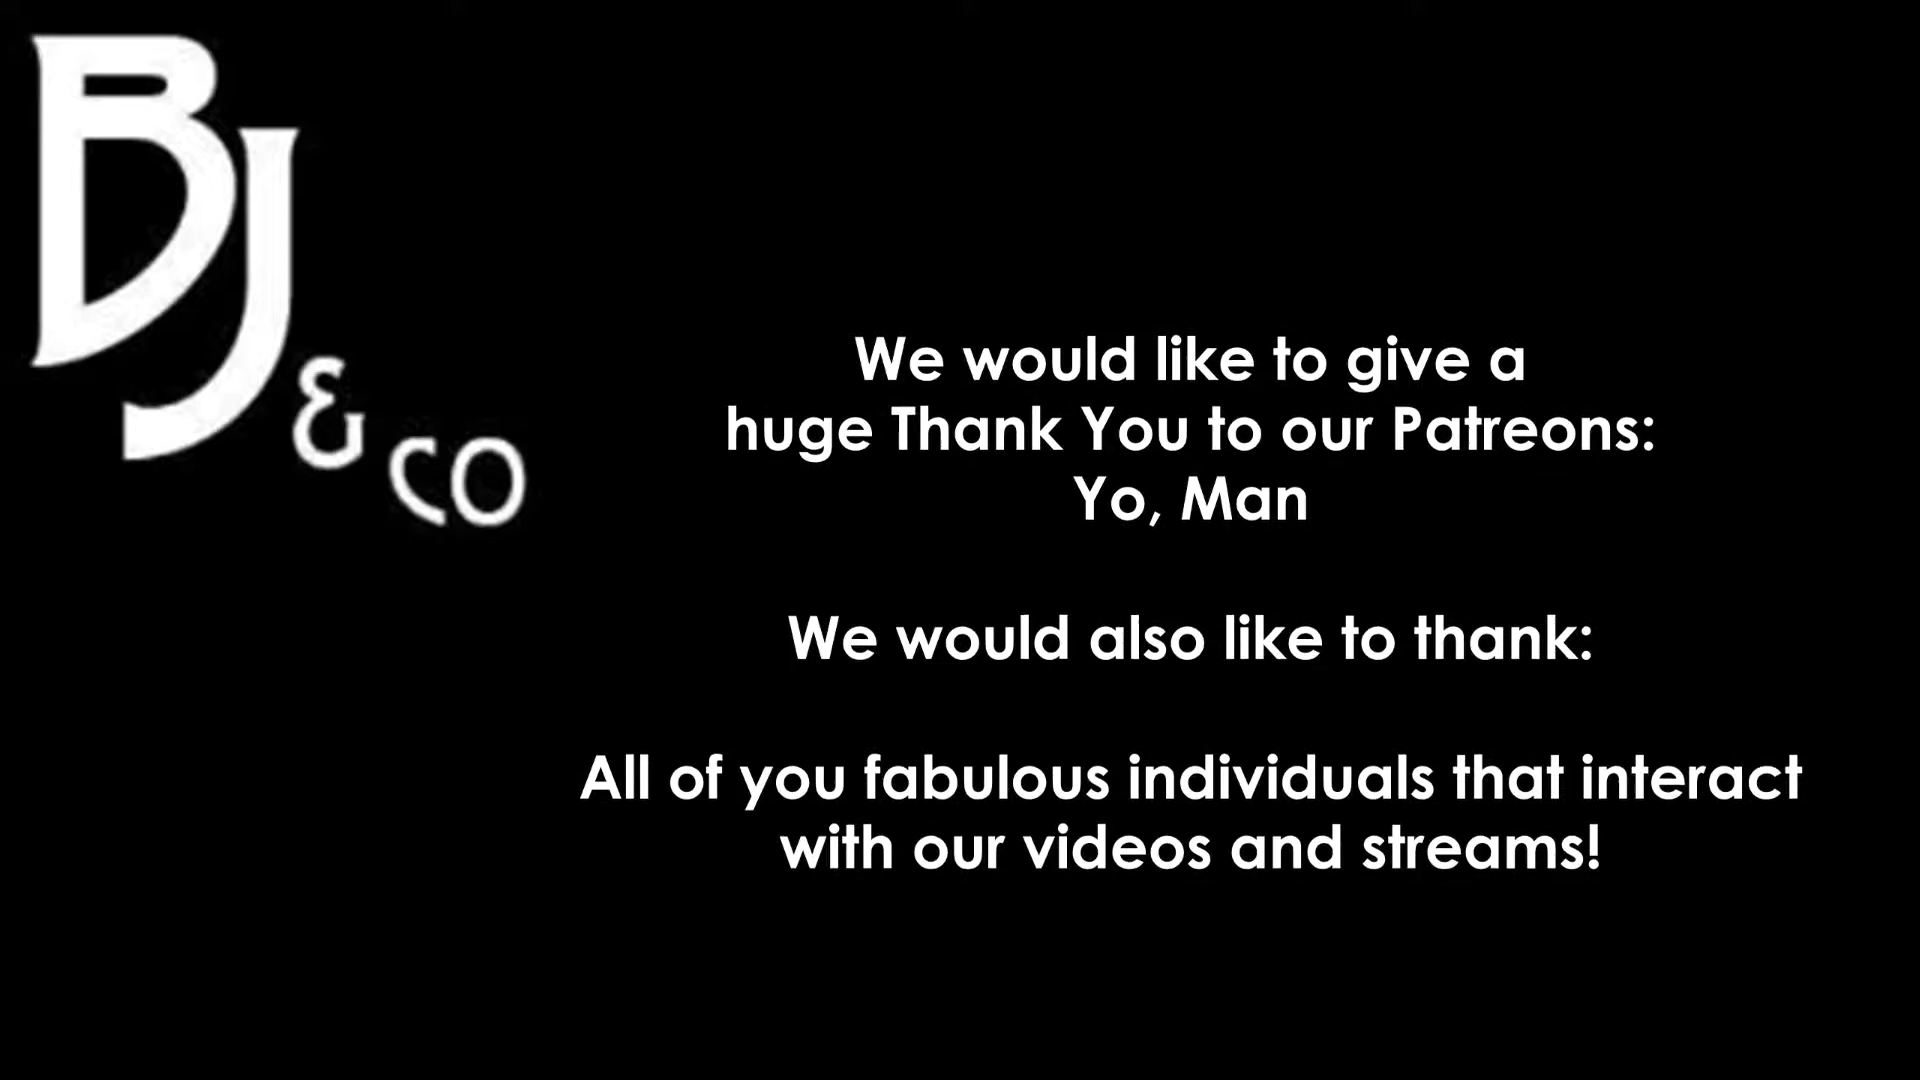 BJ
& CO
We would like to give a
huge Thank You to our Patreons:
Yo, Man
We would also like to thank:
All of you fabulous individuals that interact
with our videos and streams!